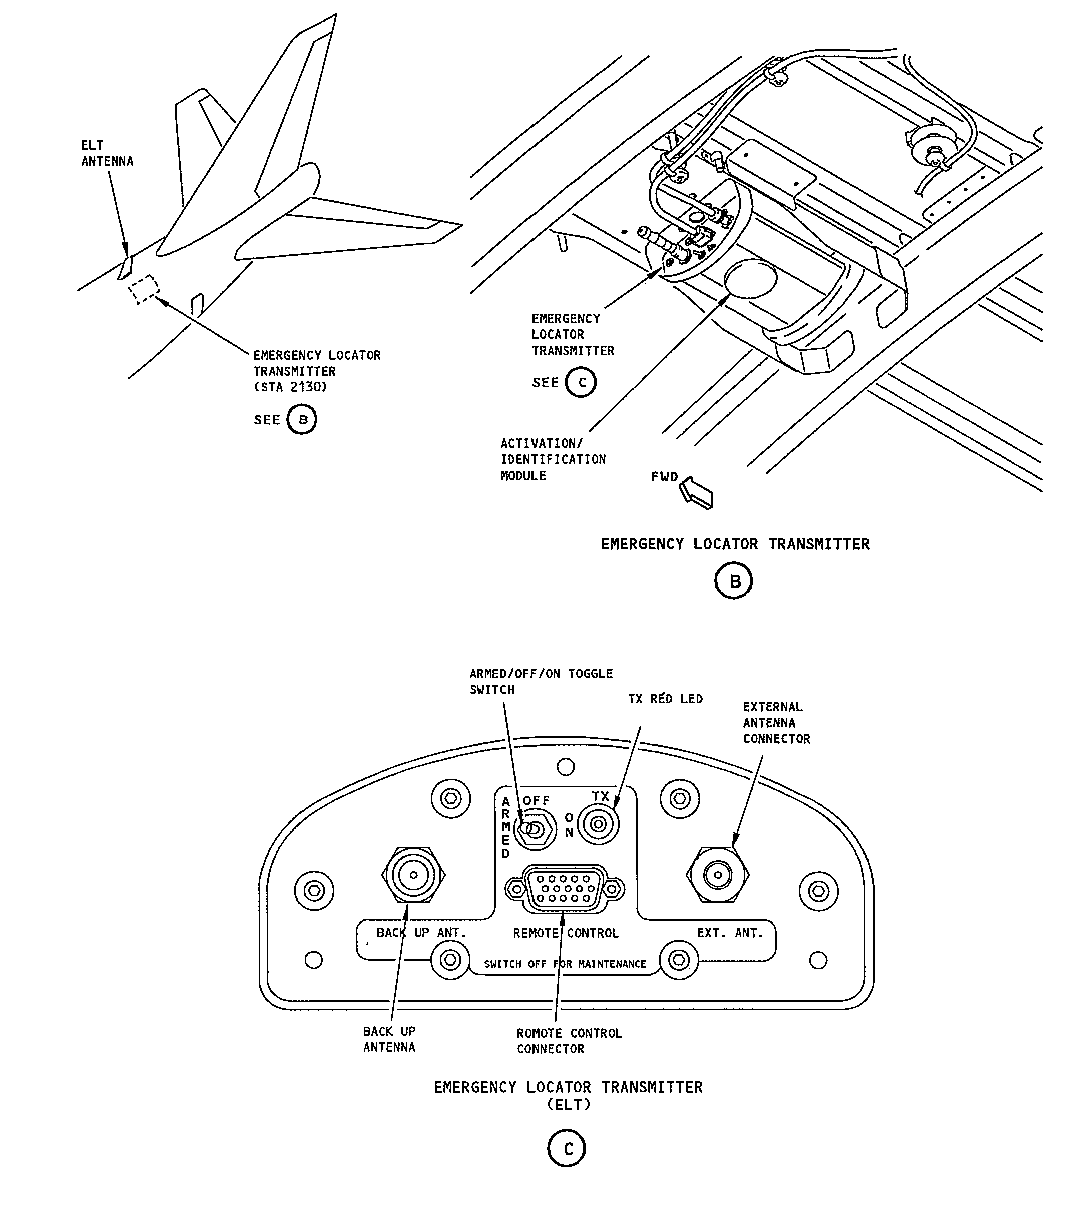 ELT
ANTENNA
EMERGENCY LOCATOR
TRANSMITTER
(STA 2130)
SEE B
EMERGENCY
LOCATOR
TRANSMITTER
SEE C
ACTIVATION/
IDENTIFICATION
MODULE
FWD
EMERGENCY LOCATOR TRANSMITTER
B
ARMED/OFF/ON TOGGLE
SWITCH
TX RED LED
EXTERNAL
ANTENNA
CONNECTOR
ARMED
OFF
ON
TX
BACK UP ANT.
REMOTE CONTROL
EXT. ANT.
SWITCH OFF FOR MAINTENANCE
BACK UP
ANTENNA
ROMOTE CONTROL
CONNECTOR
EMERGENCY LOCATOR TRANSMITTER
(ELT)
C